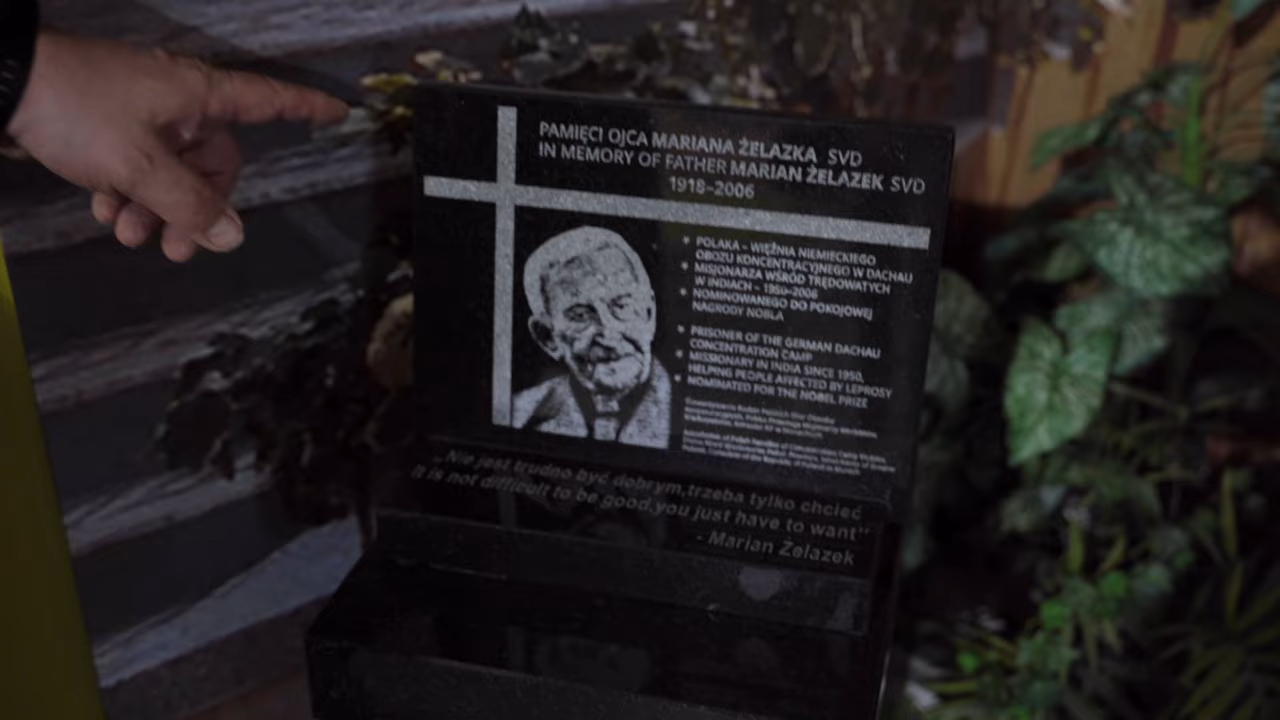 PAMIĘCI OJCA MARIANA ŻELAZKA SVD
IN MEMORY OF FATHER MARIAN ŻELAZEK SVD
1918-2006
* POLAKA – WIĘŹNIA NIEMIECKIEGO
OBOZU KONCENTRACYJNEGO W DACHAU
* MISJONARZA WŚRÓD TRĘDOWATYCH
W INDIACH – 1950-2006
* NOMINOWANEGO DO POKOJOWEJ
NAGRODY NOBLA
* PRISONER OF THE GERMAN DACHAU
CONCENTRATION CAMP
* MISSIONARY IN INDIA SINCE 1950,
HELPING PEOPLE AFFECTED BY LEPROSY
* NOMINATED FOR THE NOBEL PRIZE
„Nie jest trudno być dobrym,trzeba tylko chcieć
It is not difficult to be good,you just have to want”
- Marian Żelazek